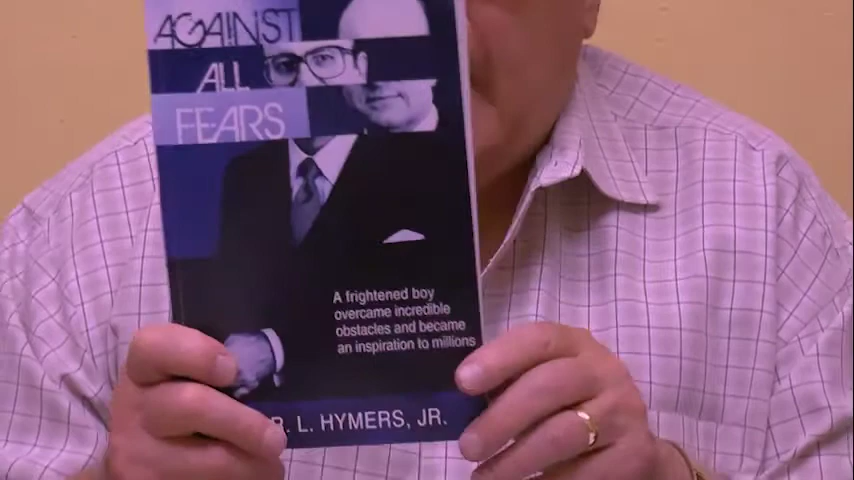 AGAINST
ALL
FEARS
A frightened boy
overcame incredible
obstacles and became
an inspiration to millions
R. L. HYMERS, JR.